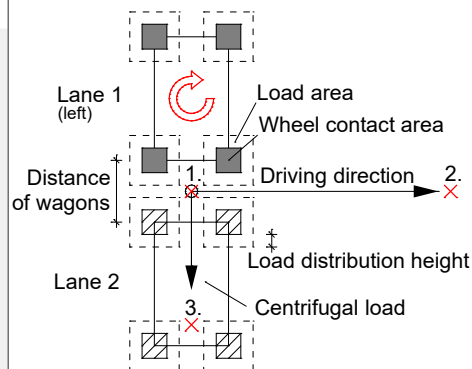 Lane 1
(left)
Load area
Wheel contact area
Distance
of wagons
1.
Driving direction
2.
Load distribution height
Lane 2
3.
Centrifugal load